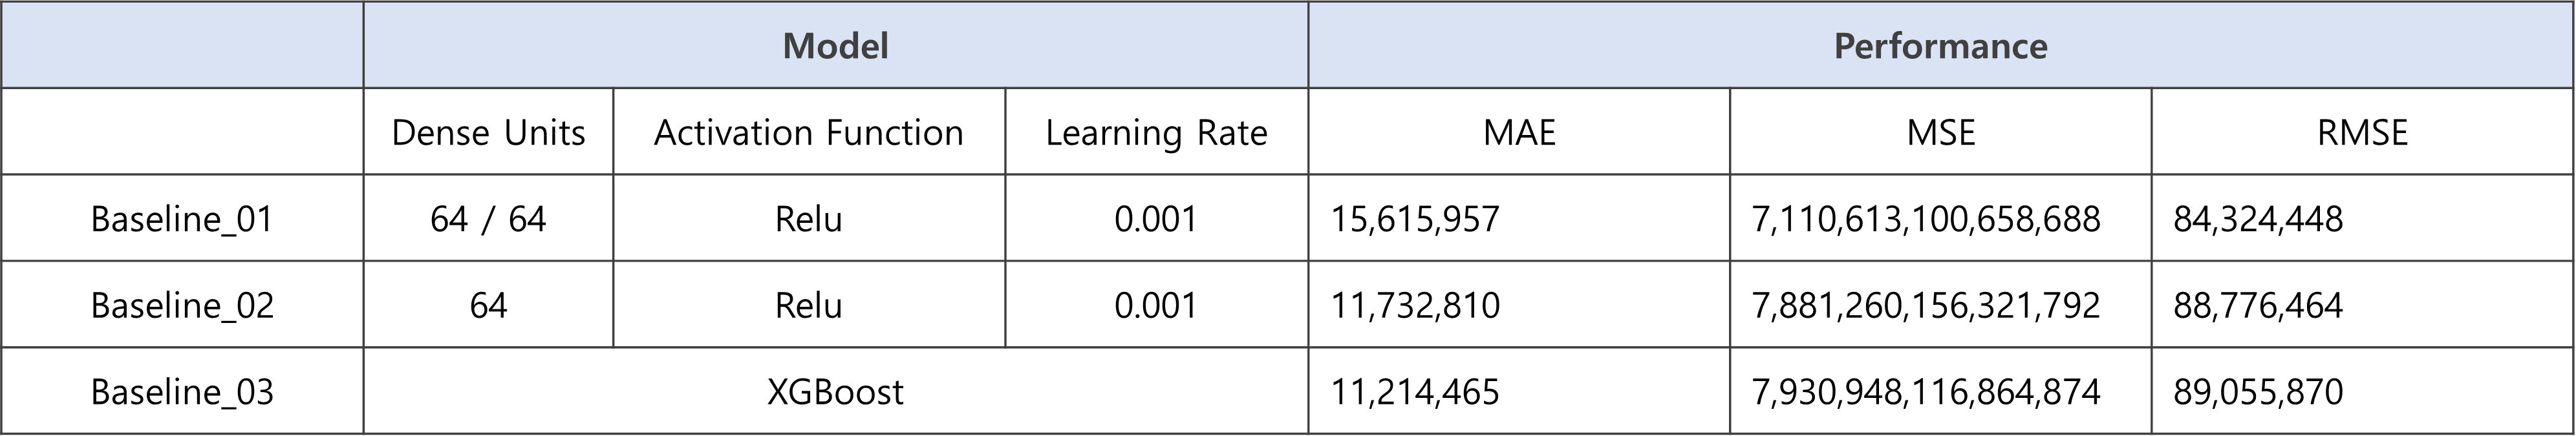 Model Performance
Dense Units Activation Function Learning Rate MAE MSE RMSE
Baseline_01 64 / 64 Relu 0.001 15,615,957 7,110,613,100,658,688 84,324,448
Baseline_02 64 Relu 0.001 11,732,810 7,881,260,156,321,792 88,776,464
Baseline_03 XGBoost 11,214,465 7,930,948,116,864,874 89,055,870